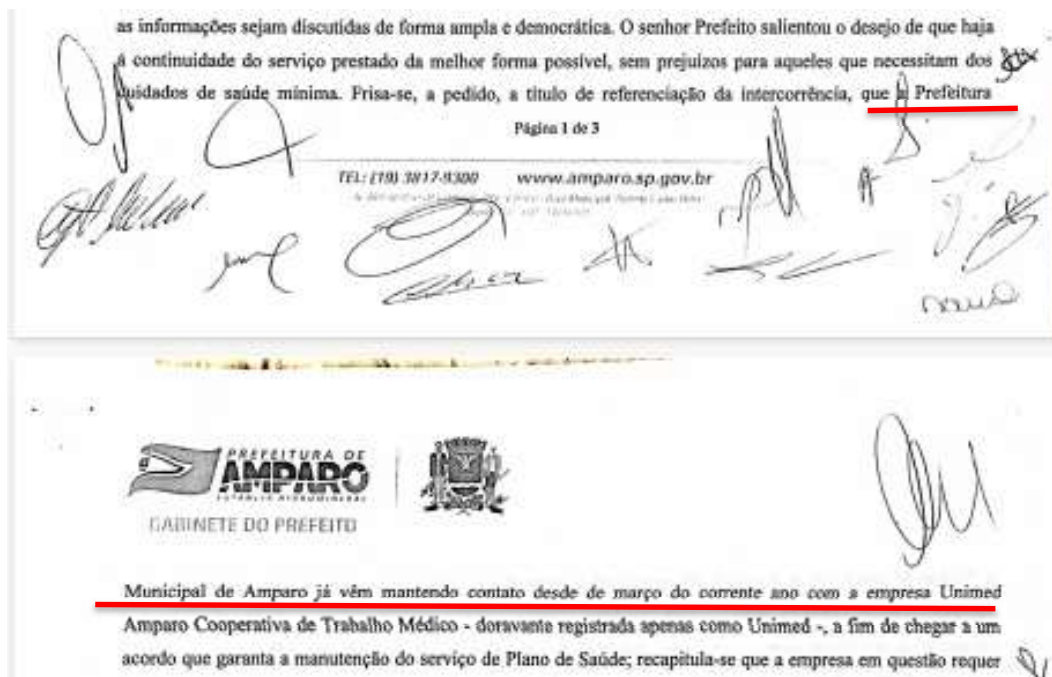 as informações sejam discutidas de forma ampla e democrática. O senhor Prefeito salientou o desejo de que haja
a continuidade do serviço prestado da melhor forma possível, sem prejuízos para aqueles que necessitam dos
cuidados de saúde mínima. Frisa-se, a pedido, a título de referenciação da intercorrência, que a Prefeitura
Página 1 de 3
TEL: (19) 3817-9300 www.amparo.sp.gov.br
PREFEITURA DE
AMPARO
GABINETE DO PREFEITO
Municipal de Amparo já vêm mantendo contato desde de março do corrente ano com a empresa Unimed
Amparo Cooperativa de Trabalho Médico - doravante registrada apenas como Unimed -, a fim de chegar a um
acordo que garanta a manutenção do serviço de Plano de Saúde; recapitula-se que a empresa em questão requer